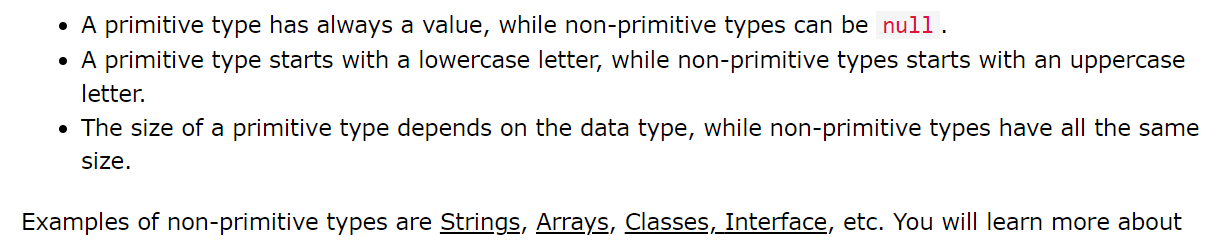 • A primitive type has always a value, while non-primitive types can be null.
• A primitive type starts with a lowercase letter, while non-primitive types starts with an uppercase
letter.
• The size of a primitive type depends on the data type, while non-primitive types have all the same
size.
Examples of non-primitive types are Strings, Arrays, Classes, Interface, etc. You will learn more about